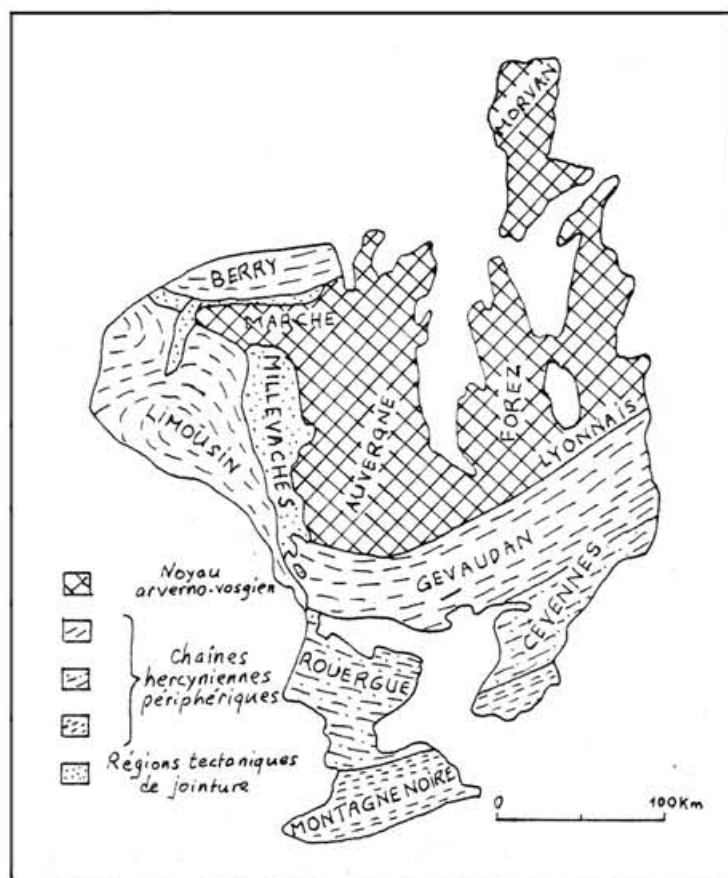 MORVAN
BERRY
MARCHE
MILLEVACHES
LIMOUSIN
AUVERGNE
FOREZ
LYONNAIS
GEVAUDAN
CEVENNES
ROUERGUE
MONTAGNE NOIRE
Noyau
arverno-vosgien
Chaînes
hercyniennes
périphériques
Régions tectoniques
de jointure
0 100Km